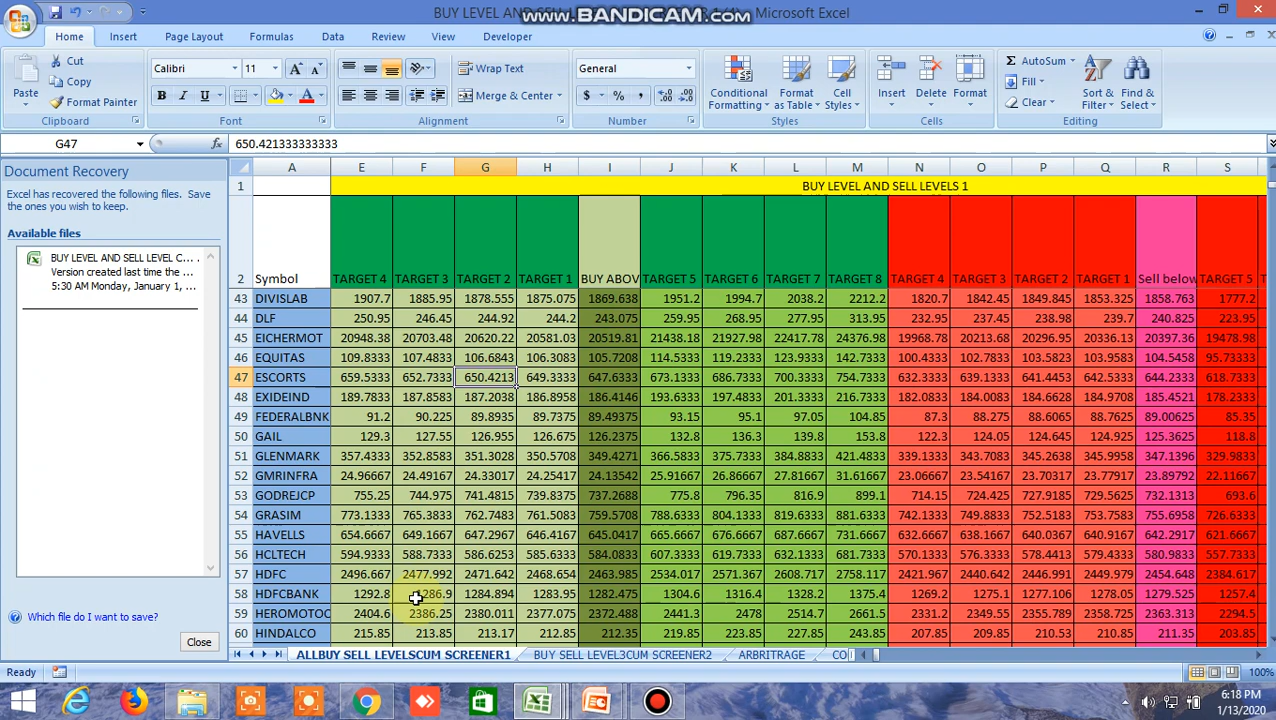 BUY LEVEL AND SELL
www.BANDICAM.com
- Microsoft Excel
Home Insert Page Layout Formulas Data Review View Developer
Paste
Cut
Copy
Format Painter
Clipboard
Calibri 11
B I U
Font
Wrap Text
Merge & Center
Alignment
General
$ % ,
Number
Conditional Formatting
Format as Table
Cell Styles
Styles
Insert
Delete
Format
Cells
AutoSum
Fill
Clear
Sort & Filter
Find & Select
Editing
G47 fx 650.421333333333
Document Recovery
Excel has recovered the following files. Save the ones you wish to keep.
Available files
BUY LEVEL AND SELL LEVEL C...
Version created last time the ...
5:30 AM Monday, January 1, ...
Which file do I want to save?
Close
A E F G H I J K L M N O P Q R S
1 BUY LEVEL AND SELL LEVELS 1
2 Symbol TARGET 4 TARGET 3 TARGET 2 TARGET 1 BUY ABOV TARGET 5 TARGET 6 TARGET 7 TARGET 8 TARGET 4 TARGET 3 TARGET 2 TARGET 1 Sell below TARGET 5 T
43 DIVISLAB 1907.7 1885.95 1878.555 1875.075 1869.638 1951.2 1994.7 2038.2 2212.2 1820.7 1842.45 1849.845 1853.325 1858.763 1777.2
44 DLF 250.95 246.45 244.92 244.2 243.075 259.95 268.95 277.95 313.95 232.95 237.45 238.98 239.7 240.825 223.95
45 EICHERMOT 20948.38 20703.48 20620.22 20581.03 20519.81 21438.18 21927.98 22417.78 24376.98 19968.78 20213.68 20296.95 20336.13 20397.36 19478.98
46 EQUITAS 109.8333 107.4833 106.6843 106.3083 105.7208 114.5333 119.2333 123.9333 142.7333 100.4333 102.7833 103.5823 103.9583 104.5458 95.73333
47 ESCORTS 659.5333 652.7333 650.4213 649.3333 647.6333 673.1333 686.7333 700.3333 754.7333 632.3333 639.1333 641.4453 642.5333 644.2333 618.7333
48 EXIDEIND 189.7833 187.8583 187.2038 186.8958 186.4146 193.6333 197.4833 201.3333 216.7333 182.0833 184.0083 184.6628 184.9708 185.4521 178.2333
49 FEDERALBNK 91.2 90.225 89.8935 89.7375 89.49375 93.15 95.1 97.05 104.85 87.3 88.275 88.6065 88.7625 89.00625 85.35
50 GAIL 129.3 127.55 126.955 126.675 126.2375 132.8 136.3 139.8 153.8 122.3 124.05 124.645 124.925 125.3625 118.8
51 GLENMARK 357.4333 352.8583 351.3028 350.5708 349.4271 366.5833 375.7333 384.8833 421.4833 339.1333 343.7083 345.2638 345.9958 347.1396 329.9833
52 GMRINFRA 24.96667 24.49167 24.33017 24.25417 24.13542 25.91667 26.86667 27.81667 31.61667 23.06667 23.54167 23.70317 23.77917 23.89792 22.11667
53 GODREJCP 755.25 744.975 741.4815 739.8375 737.2688 775.8 796.35 816.9 899.1 714.15 724.425 727.9185 729.5625 732.1313 693.6
54 GRASIM 773.1333 765.3833 762.7483 761.5083 759.5708 788.6333 804.1333 819.6333 881.6333 742.1333 749.8833 752.5183 753.7583 755.6958 726.6333
55 HAVELLS 654.6667 649.1667 647.2967 646.4167 645.0417 665.6667 676.6667 687.6667 731.6667 632.6667 638.1667 640.0367 640.9167 642.2917 621.6667
56 HCLTECH 594.9333 588.7333 586.6253 585.6333 584.0833 607.3333 619.7333 632.1333 681.7333 570.1333 576.3333 578.4413 579.4333 580.9833 557.7333
57 HDFC 2496.667 2477.992 2471.642 2468.654 2463.985 2534.017 2571.367 2608.717 2758.117 2421.967 2440.642 2446.991 2449.979 2454.648 2384.617
58 HDFCBANK 1292.8 1286.9 1284.894 1283.95 1282.475 1304.6 1316.4 1328.2 1375.4 1269.2 1275.1 1277.106 1278.05 1279.525 1257.4
59 HEROMOTOC 2404.6 2386.25 2380.011 2377.075 2372.488 2441.3 2478 2514.7 2661.5 2331.2 2349.55 2355.789 2358.725 2363.313 2294.5
60 HINDALCO 215.85 213.85 213.17 212.85 212.35 219.85 223.85 227.85 243.85 207.85 209.85 210.53 210.85 211.35 203.85
ALLBUY SELL LEVELSCUM SCREENER1 BUY SELL LEVEL3CUM SCREENER2 ARBRITRAGE CO
Ready 100%
6:18 PM
1/13/2020